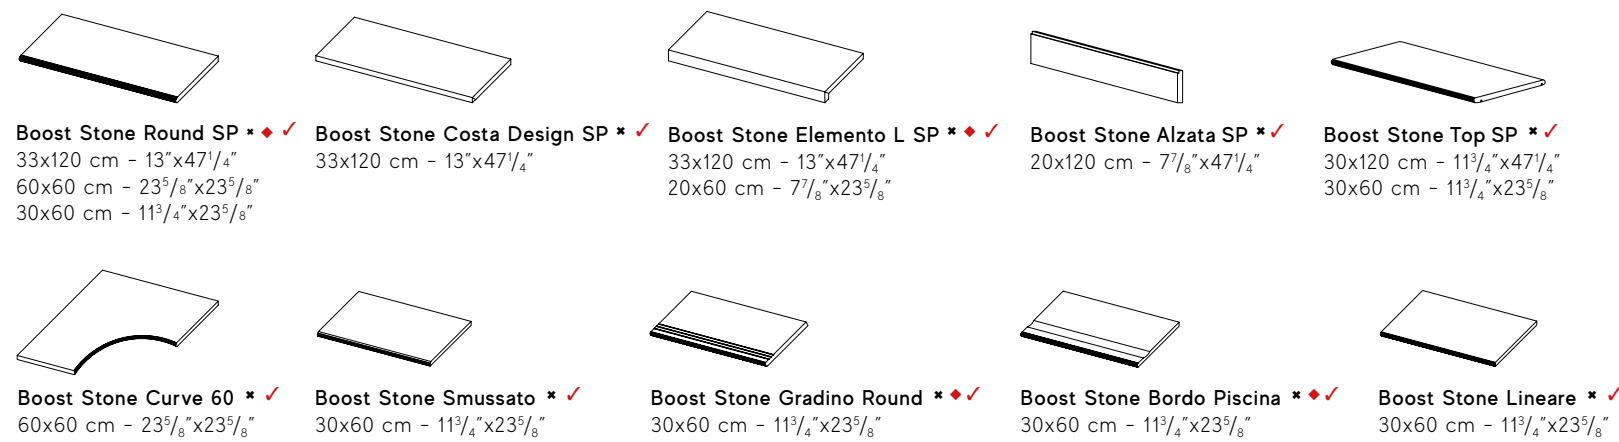 Boost Stone Round SP ✖ ◆ ✓
33x120 cm - 13"x47¹/₄"
60x60 cm - 23⁵/₈"x23⁵/₈"
30x60 cm - 11³/₄"x23⁵/₈"
Boost Stone Costa Design SP ✖ ✓
33x120 cm - 13"x47¹/₄"
Boost Stone Elemento L SP ✖ ◆ ✓
33x120 cm - 13"x47¹/₄"
20x60 cm - 7⁷/₈"x23⁵/₈"
Boost Stone Alzata SP ✖ ✓
20x120 cm - 7⁷/₈"x47¹/₄"
Boost Stone Top SP ✖ ✓
30x120 cm - 11³/₄"x47¹/₄"
30x60 cm - 11³/₄"x23⁵/₈"
Boost Stone Curve 60 ✖ ✓
60x60 cm - 23⁵/₈"x23⁵/₈"
Boost Stone Smussato ✖ ✓
30x60 cm - 11³/₄"x23⁵/₈"
Boost Stone Gradino Round ✖ ◆ ✓
30x60 cm - 11³/₄"x23⁵/₈"
Boost Stone Bordo Piscina ✖ ◆ ✓
30x60 cm - 11³/₄"x23⁵/₈"
Boost Stone Lineare ✖ ✓
30x60 cm - 11³/₄"x23⁵/₈"